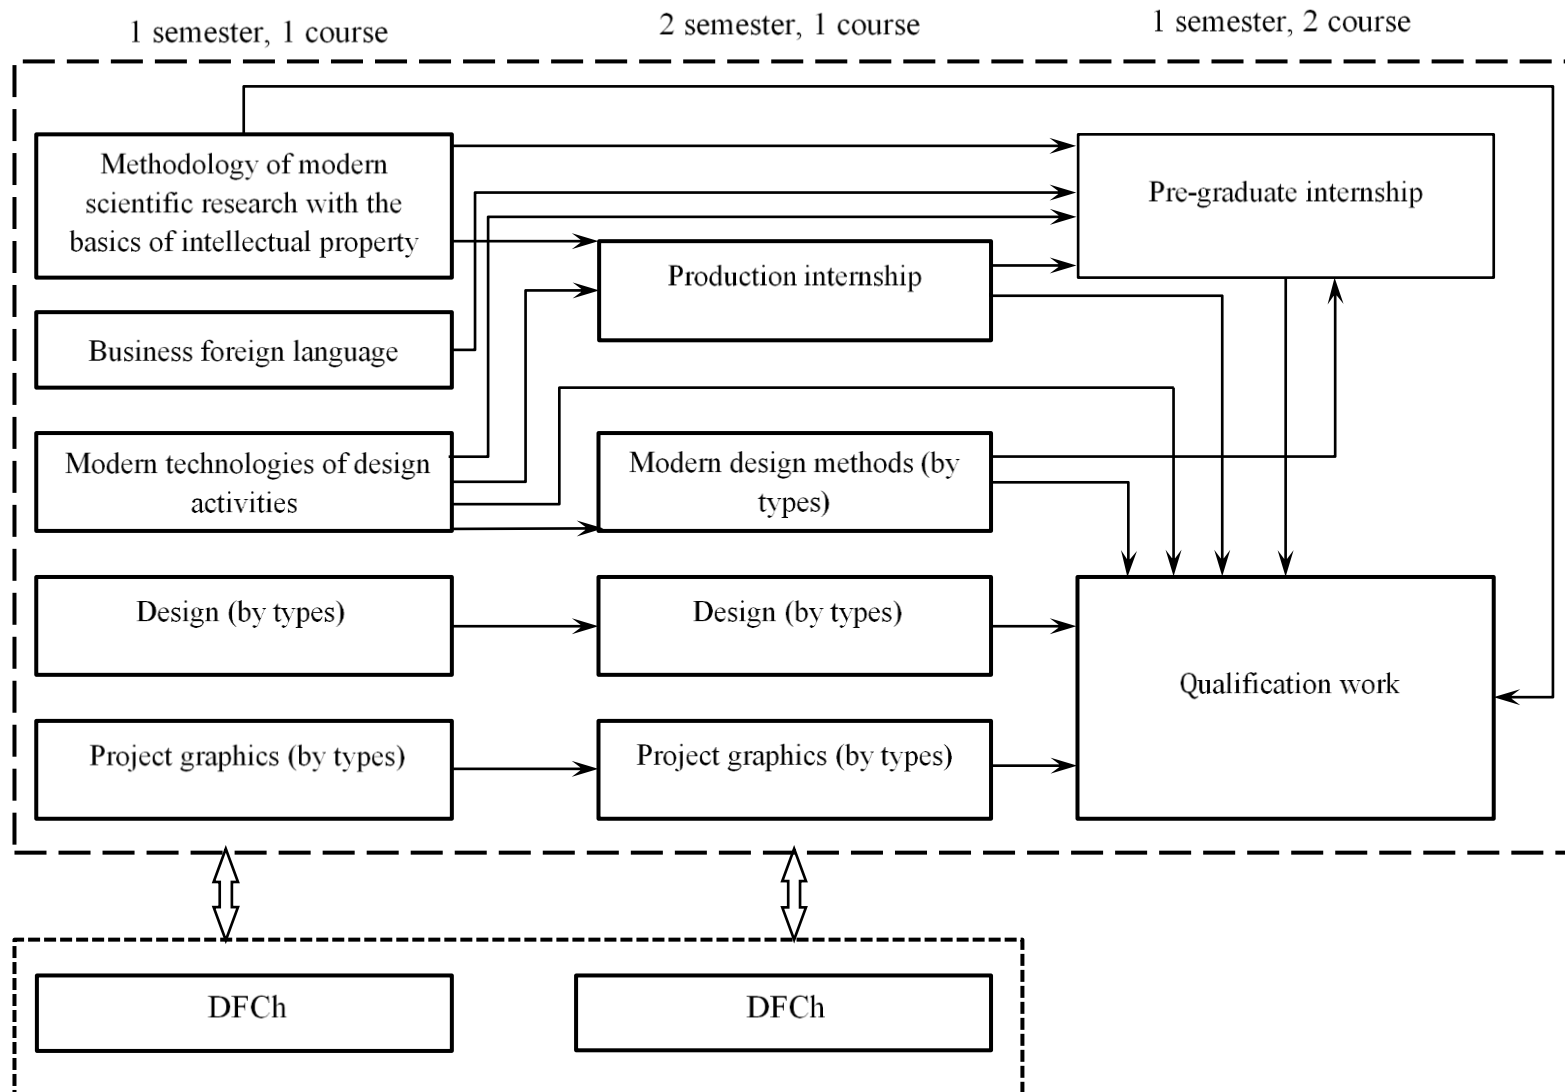 1 semester, 1 course
2 semester, 1 course
1 semester, 2 course
Methodology of modern
scientific research with the
basics of intellectual property
Pre-graduate internship
Production internship
Business foreign language
Modern technologies of design
activities
Modern design methods (by
types)
Design (by types)
Design (by types)
Qualification work
Project graphics (by types)
Project graphics (by types)
DFCh
DFCh